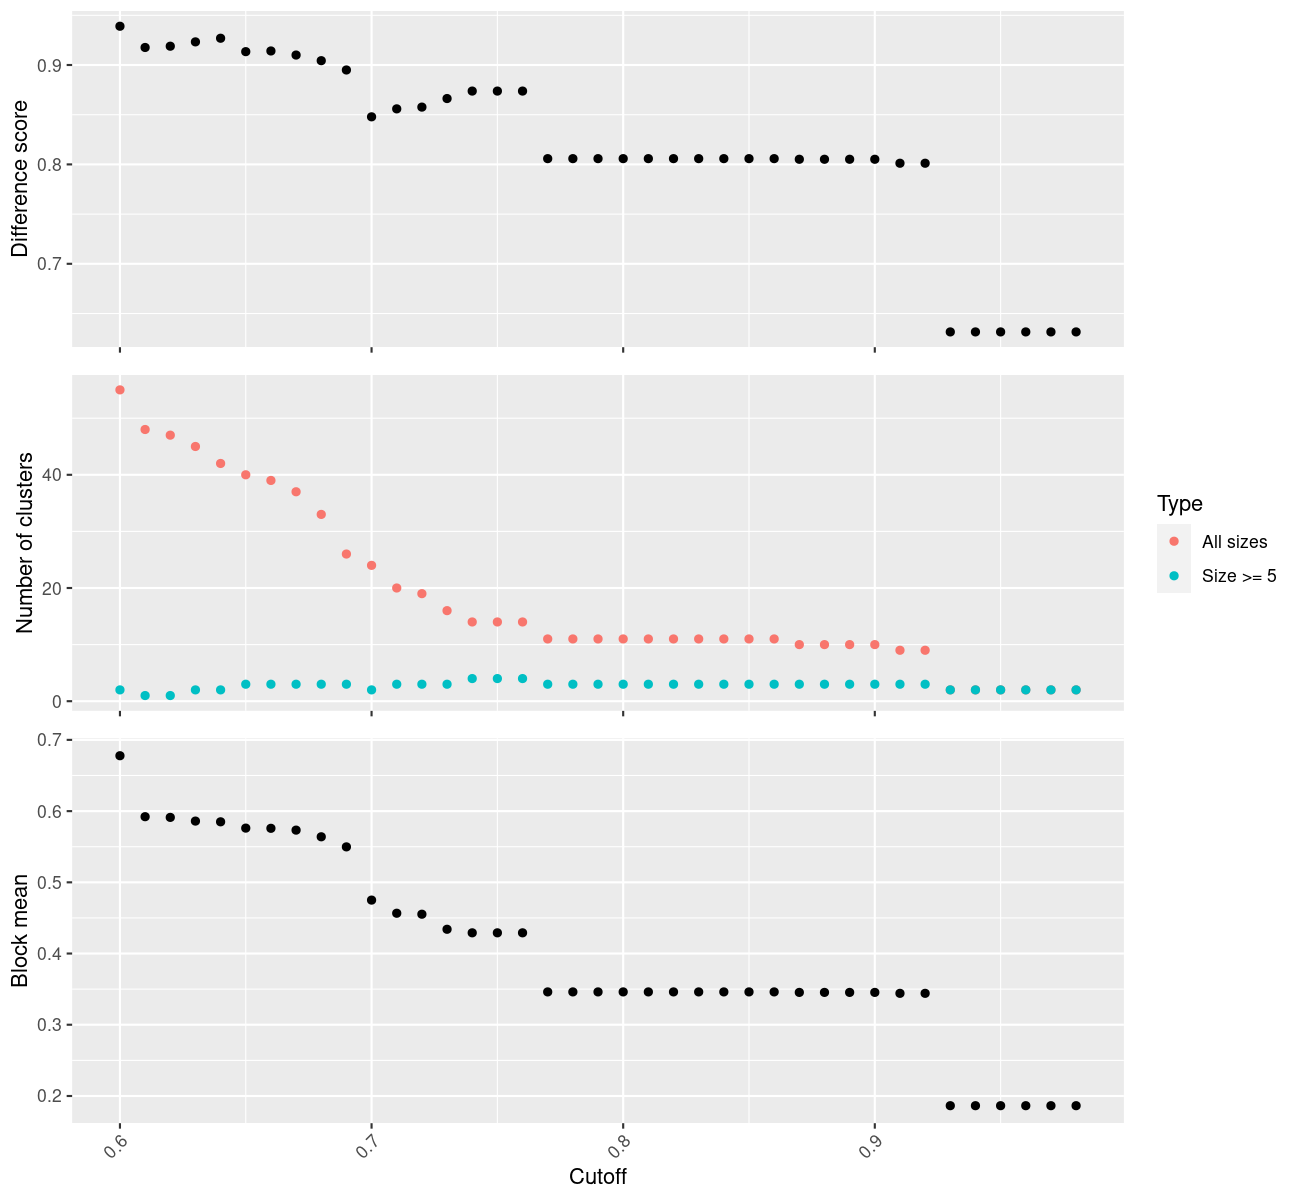 Difference score
0.9
0.8
0.7
Number of clusters
40
20
0
Type
All sizes
Size >= 5
Block mean
0.7
0.6
0.5
0.4
0.3
0.2
0.6
0.7
0.8
0.9
Cutoff